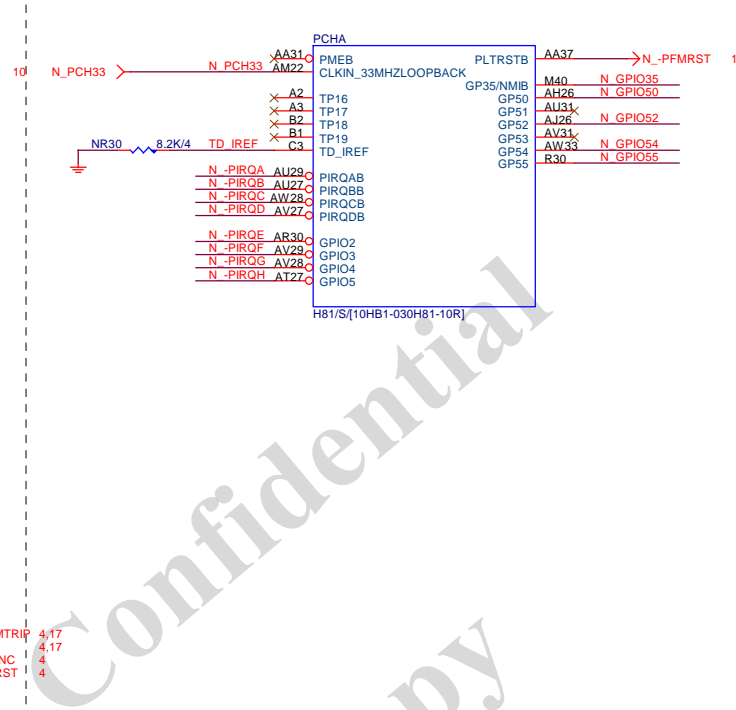 PCHA
AA31 PMEB PLTRSTB AA37 N_-PFMRST 1
10 N_PCH33 N_PCH33 AM22 CLKIN_33MHZLOOPBACK
GP35/NMIB M40 N_GPIO35
A2 TP16 GP50 AH26 N_GPIO50
A3 TP17 GP51 AU31
B2 TP18 GP52 AJ26 N_GPIO52
B1 TP19 GP53 AV31
NR30 8.2K/4 TD_IREF C3 TD_IREF GP54 AW33 N_GPIO54
GP55 R30 N_GPIO55
N_-PIRQA AU29 PIRQAB
N_-PIRQB AU27 PIRQBB
N_-PIRQC AW28 PIRQCB
N_-PIRQD AV27 PIRQDB
N_-PIRQE AR30 GPIO2
N_-PIRQF AV29 GPIO3
N_-PIRQG AV28 GPIO4
N_-PIRQH AT27 GPIO5
H81/S/[10HB1-030H81-10R]
Confidential
MTRIP 4,17
4,17
NC 4
RST 4
opy